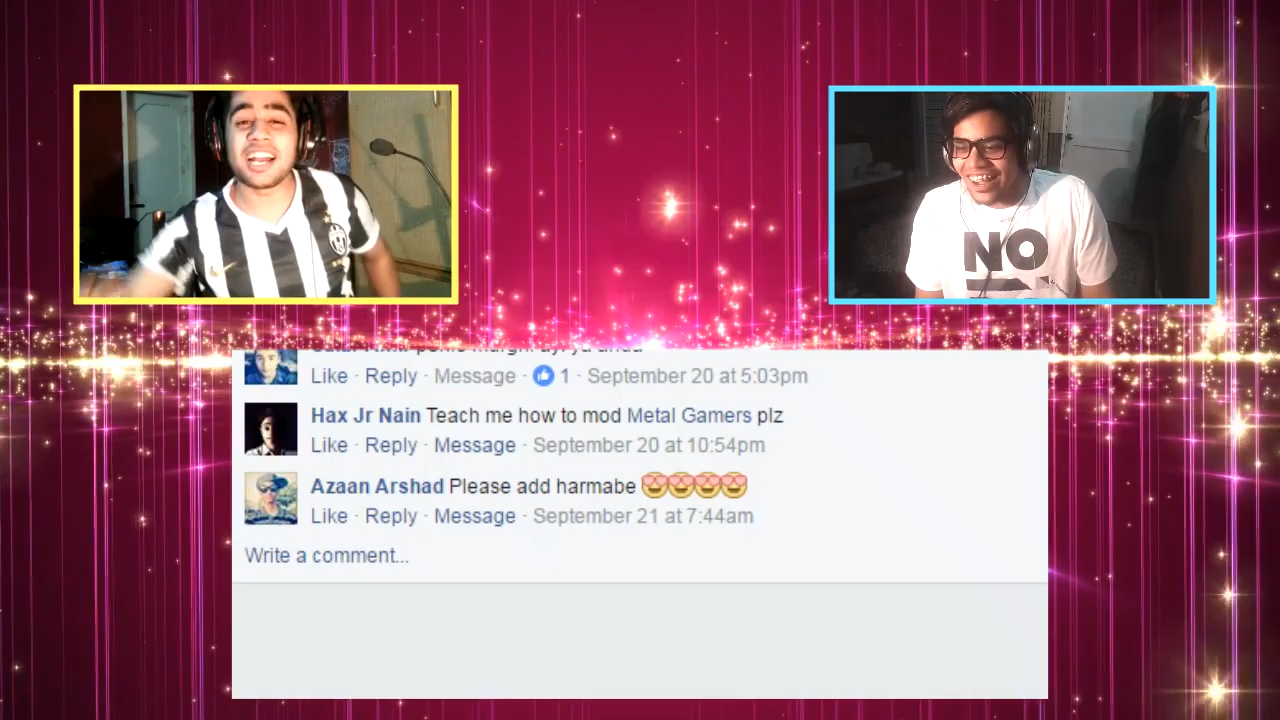 NO
Like · Reply · Message · 1 · September 20 at 5:03pm
Hax Jr Nain Teach me how to mod Metal Gamers plz
Like · Reply · Message · September 20 at 10:54pm
Azaan Arshad Please add harmabe 😍😍😍😍
Like · Reply · Message · September 21 at 7:44am
Write a comment...